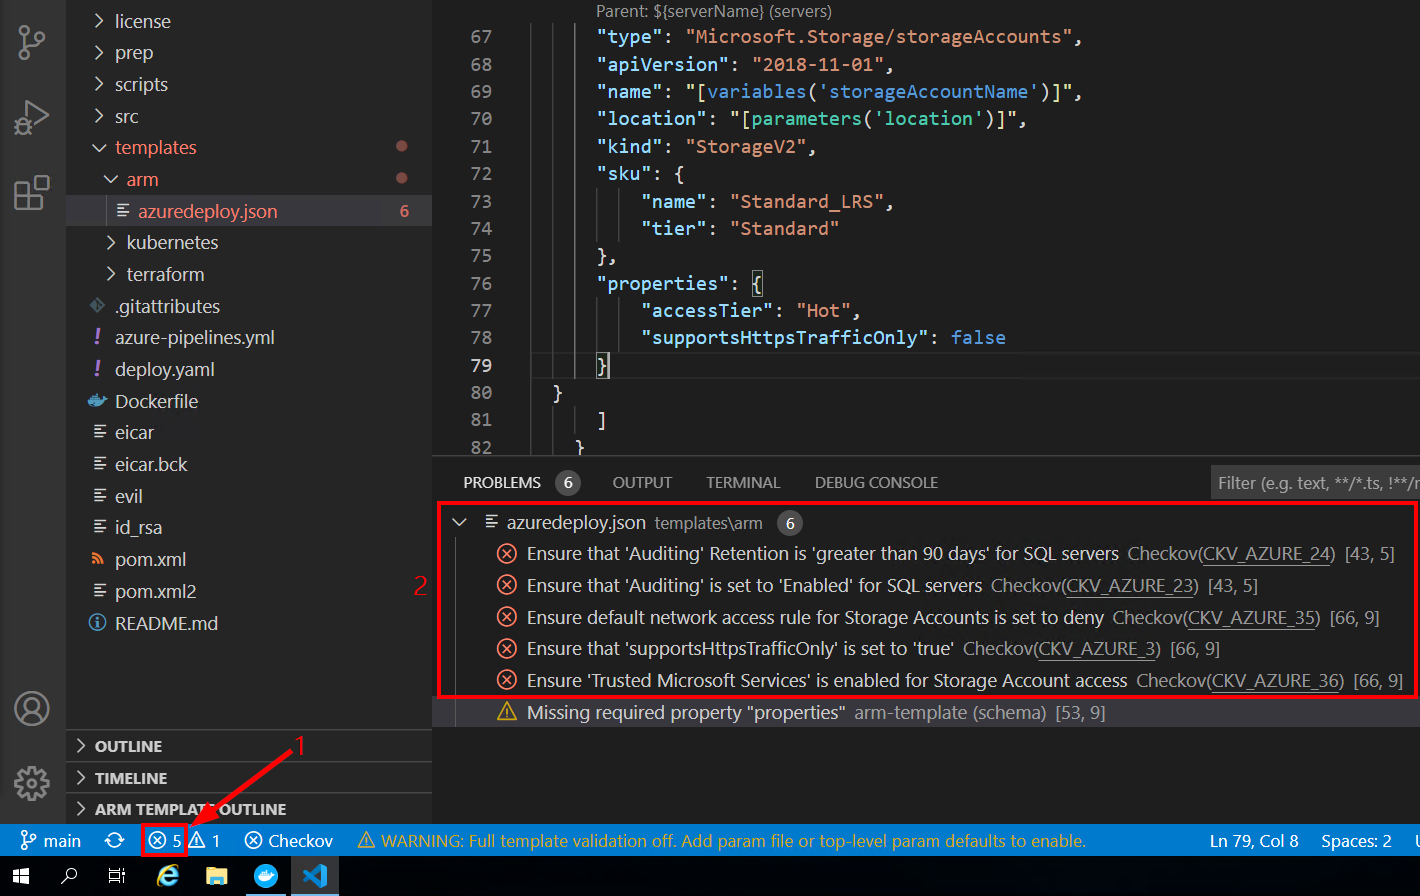 license
prep
scripts
src
templates
arm
azuredeploy.json 6
kubernetes
terraform
.gitattributes
! azure-pipelines.yml
! deploy.yaml
Dockerfile
eicar
eicar.bck
evil
id_rsa
pom.xml
pom.xml2
README.md
OUTLINE
TIMELINE
ARM TEMPLATE OUTLINE
1
Parent: ${serverName} (servers)
67 "type": "Microsoft.Storage/storageAccounts",
68 "apiVersion": "2018-11-01",
69 "name": "[variables('storageAccountName')]",
70 "location": "[parameters('location')]",
71 "kind": "StorageV2",
72 "sku": {
73 "name": "Standard_LRS",
74 "tier": "Standard"
75 },
76 "properties": {
77 "accessTier": "Hot",
78 "supportsHttpsTrafficOnly": false
79 }
80 }
81 ]
82 }
PROBLEMS 6 OUTPUT TERMINAL DEBUG CONSOLE Filter (e.g. text, **/*.ts, !**/
azuredeploy.json templates\arm 6
Ensure that 'Auditing' Retention is 'greater than 90 days' for SQL servers Checkov(CKV_AZURE_24) [43, 5]
2
Ensure that 'Auditing' is set to 'Enabled' for SQL servers Checkov(CKV_AZURE_23) [43, 5]
Ensure default network access rule for Storage Accounts is set to deny Checkov(CKV_AZURE_35) [66, 9]
Ensure that 'supportsHttpsTrafficOnly' is set to 'true' Checkov(CKV_AZURE_3) [66, 9]
Ensure 'Trusted Microsoft Services' is enabled for Storage Account access Checkov(CKV_AZURE_36) [66, 9]
Missing required property "properties" arm-template (schema) [53, 9]
main 5 1 Checkov WARNING: Full template validation off. Add param file or top-level param defaults to enable. Ln 79, Col 8 Spaces: 2